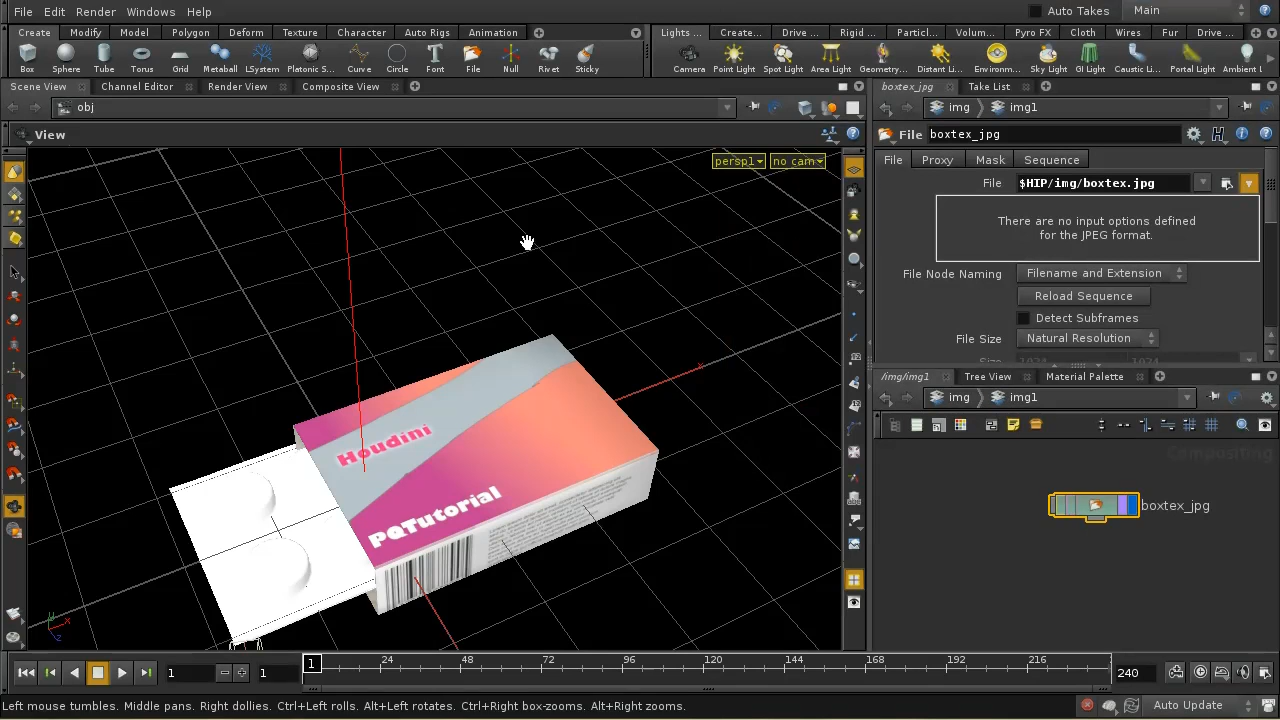 File Edit Render Windows Help Auto Takes Main
Create Modify Model Polygon Deform Texture Character Auto Rigs Animation Lights ... Create... Drive ... Rigid ... Particl... Volum... Pyro FX Cloth Wires Fur Drive ...
Box Sphere Tube Torus Grid Metaball LSystem Platonic S... Curve Circle Font File Null Rivet Sticky Camera Point Light Spot Light Area Light Geometry... Distant Li... Environm... Sky Light GI Light Caustic Li... Portal Light Ambient L
Scene View Channel Editor Render View Composite View boxtex_jpg Take List
obj img img1
View File boxtex_jpg
persp1 no cam
File Proxy Mask Sequence
File $HIP/img/boxtex.jpg
There are no input options defined
for the JPEG format.
File Node Naming Filename and Extension
Reload Sequence
Detect Subframes
File Size Natural Resolution
/img/img1 Tree View Material Palette
img img1
Compositing
boxtex_jpg
Houdini
PQTutorial
x
y x
z
1 1 1 24 48 72 96 120 144 168 192 216 240
Left mouse tumbles. Middle pans. Right dollies. Ctrl+Left rolls. Alt+Left rotates. Ctrl+Right box-zooms. Alt+Right zooms. Auto Update